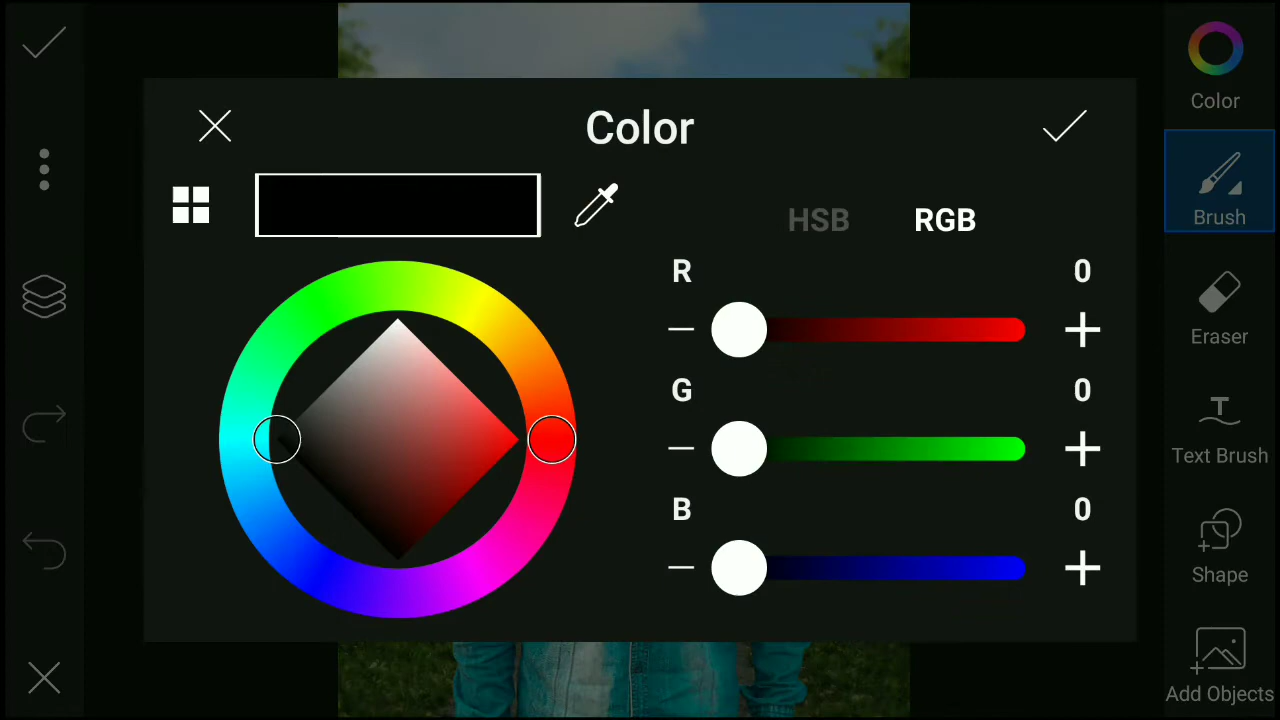 Color
HSB RGB
R 0
G 0
B 0
Color
Brush
Eraser
Text Brush
Shape
Add Objects